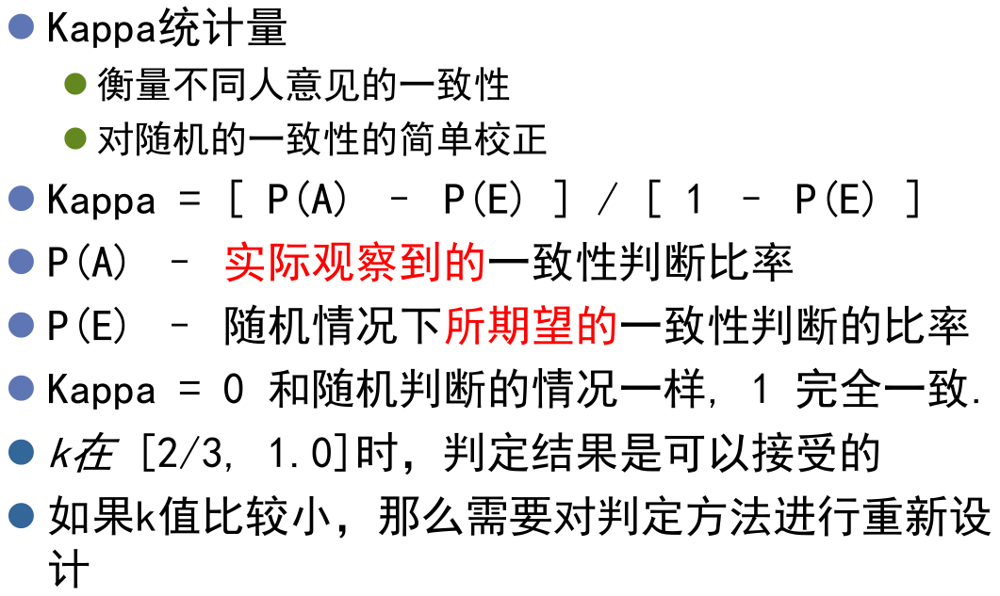 Kappa统计量
衡量不同人意见的一致性
对随机的一致性的简单校正
Kappa = [ P(A) – P(E) ] / [ 1 – P(E) ]
P(A) – 实际观察到的一致性判断比率
P(E) – 随机情况下所期望的一致性判断的比率
Kappa = 0 和随机判断的情况一样, 1 完全一致.
k在 [2/3, 1.0]时，判定结果是可以接受的
如果k值比较小，那么需要对判定方法进行重新设
计